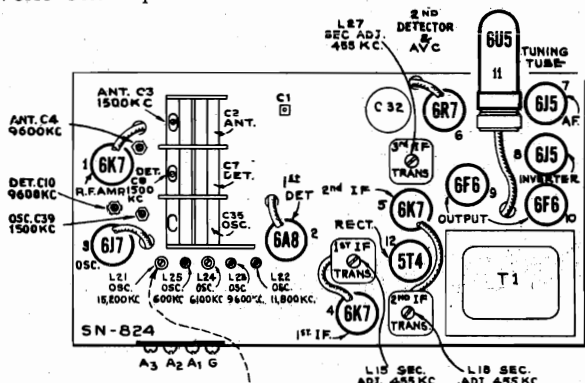 L27
SEC ADJ.
455 KC.
2ND
DETECTOR
&
AVC
6U5
11
TUNING
TUBE
ANT. C3
1500KC
ANT. C4
9600KC
C2
ANT.
C1
C 32
6R7
6
6J5
7
A.F.
1
6K7
R.F. AMP.
DET.
C8
1500
KC
C7
DET.
3RD IF
TRANS
8
6J5
INVERTER
DET. C10
9600KC
OSC. C39
1500KC
1ST
DET
2ND IF
5
6K7
6F6
9
OUTPUT
6F6
10
3
OSC.
6J7
C35
OSC.
6A8
2
RECT.
12
5T4
1ST IF
TRANS
T1
L21
OSC.
15,200KC
L25
OSC
600KC
L24
OSC.
6100KC
L23
OSC.
9600KC.
L22
OSC.
11,800KC.
4
6K7
1ST IF.
2ND IF
TRANS
SN-824
A3 A2 A1 G
L15 SEC.
ADJ. 455KC
L18 SEC.
ADJ. 455KC